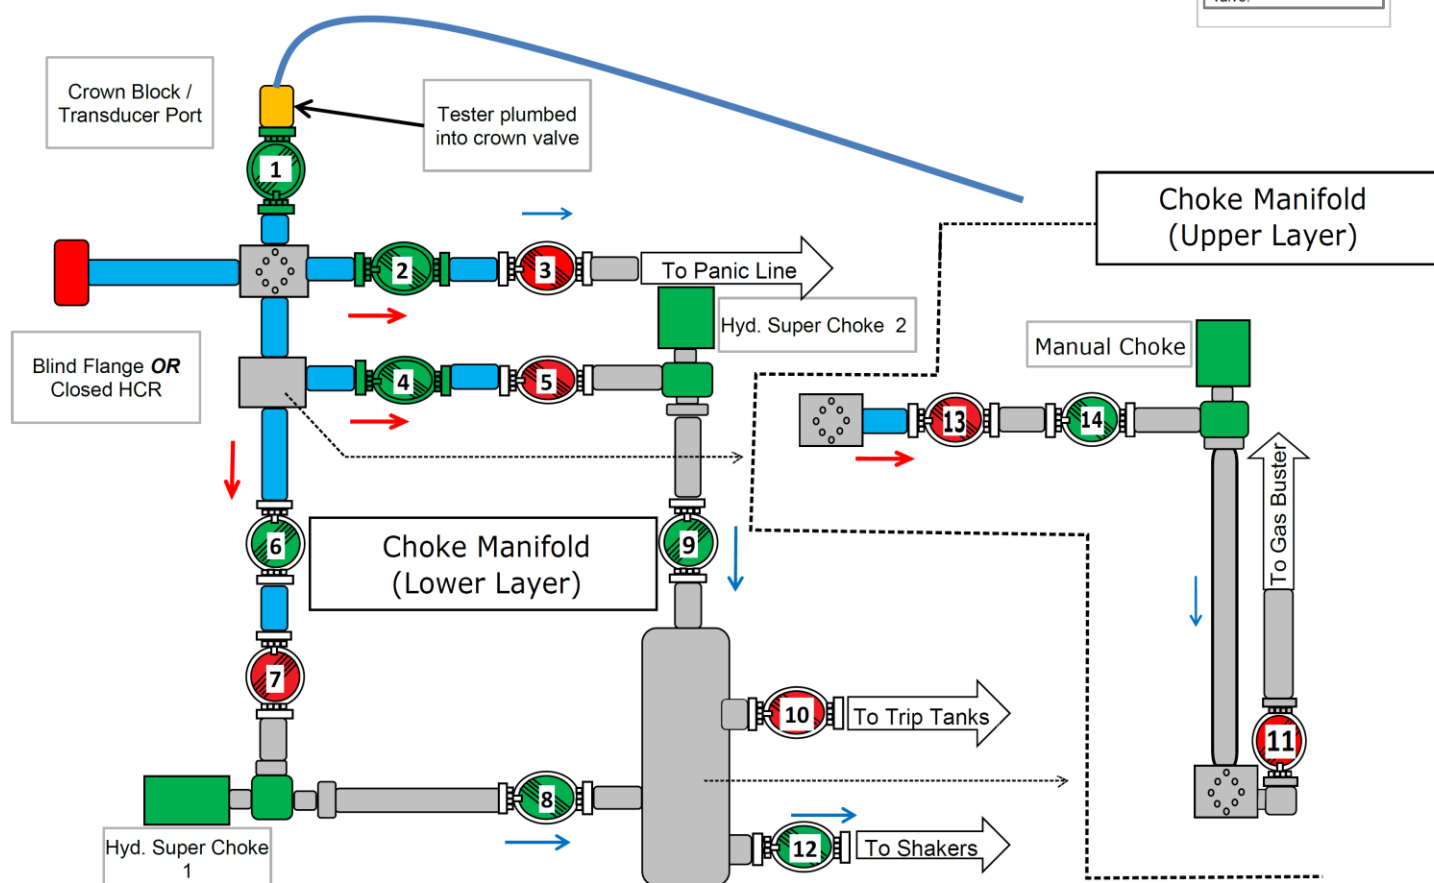 valve.
Crown Block /
Transducer Port
Tester plumbed
into crown valve
1
Choke Manifold
(Upper Layer)
2
3
To Panic Line
Hyd. Super Choke 2
Manual Choke
Blind Flange OR
Closed HCR
4
5
13
14
6
Choke Manifold
(Lower Layer)
9
To Gas Buster
7
10
To Trip Tanks
11
8
12
To Shakers
Hyd. Super Choke
1